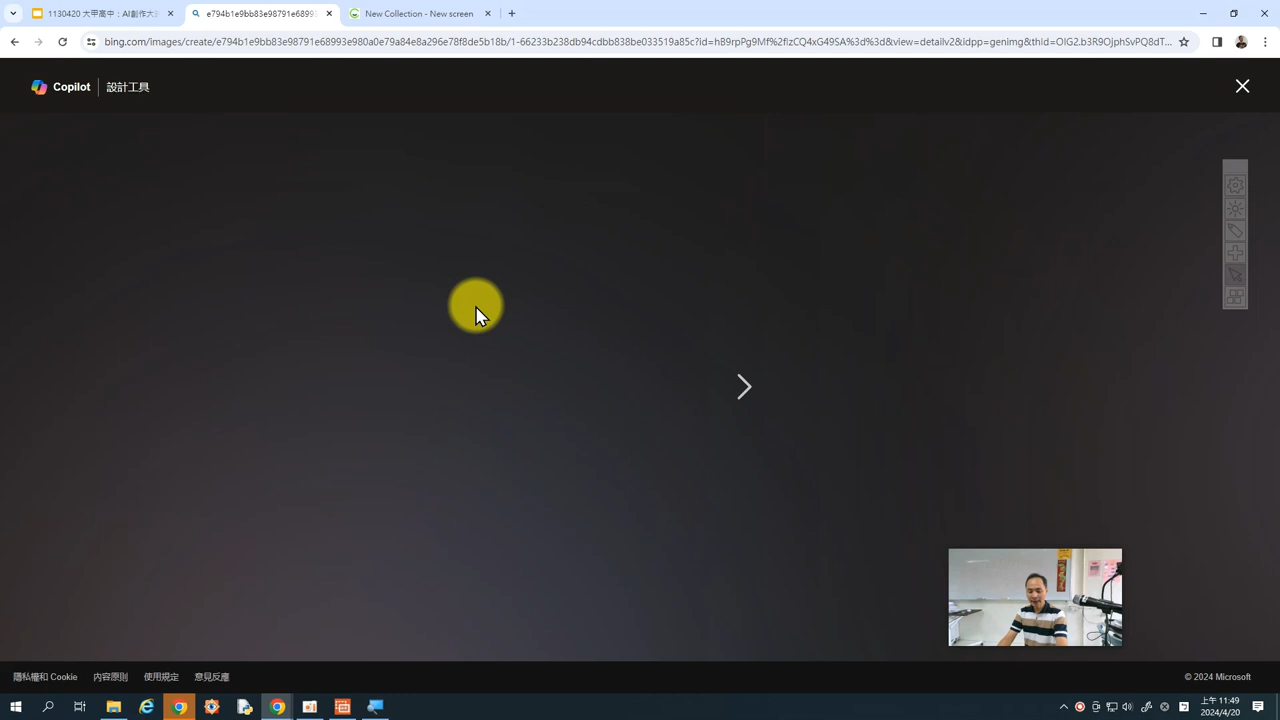 1130420 大甲高中：AI創作大
e794b1e9bb83e98791e68993
New Collection - New screen
bing.com/images/create/e794b1e9bb83e98791e68993e980a0e79a84e8a296e78f8de5b18b/1-66233b238db94cdbb838be033519a85c?id=hB9rpPg9Mf%2flzCQ4xG49SA%3d%3d&view=detailv2&idpp=genimg&thId=OIG2.b3R9OjphSvPQ8dT...
Copilot 設計工具
隱私權和 Cookie 內容原則 使用規定 意見反應 © 2024 Microsoft
上午 11:49
2024/4/20